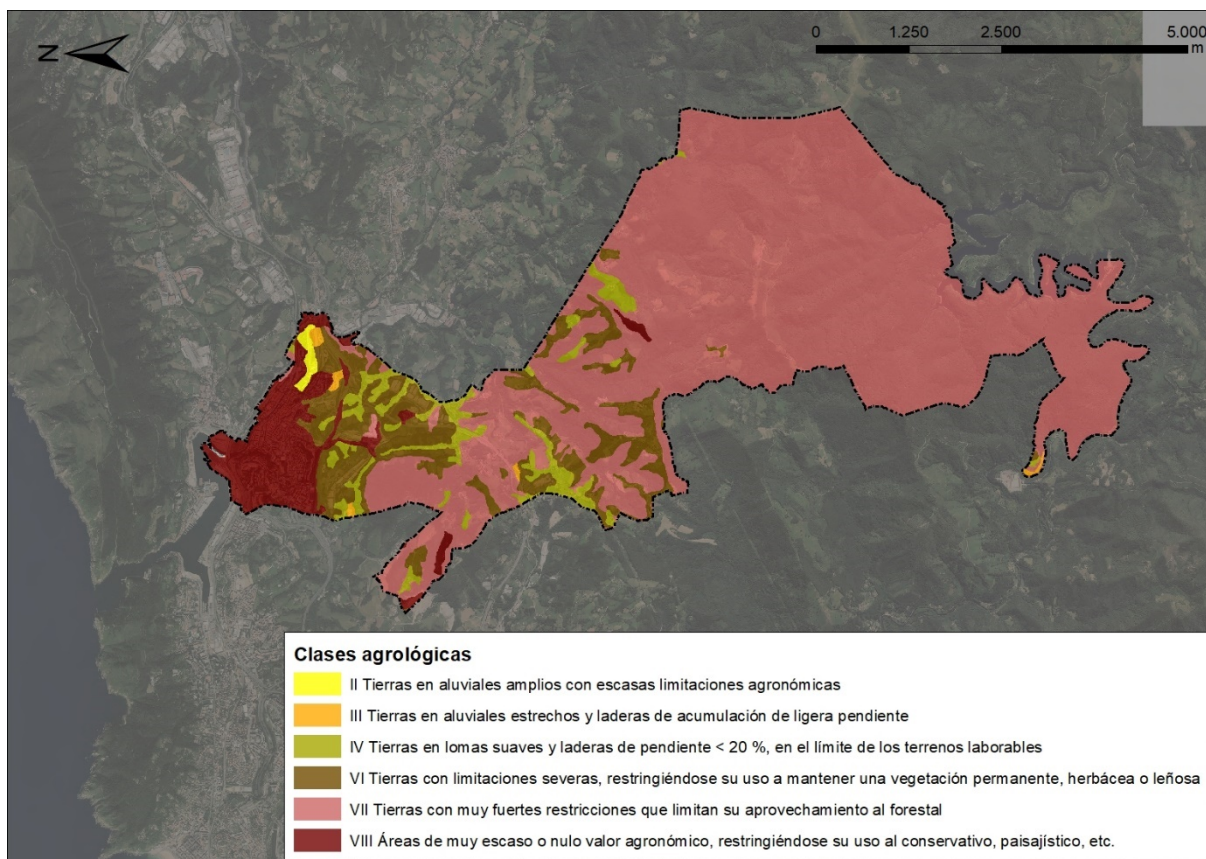 N
0 1.250 2.500 5.000
m
Clases agrológicas
II Tierras en aluviales amplios con escasas limitaciones agronómicas
III Tierras en aluviales estrechos y laderas de acumulación de ligera pendiente
IV Tierras en lomas suaves y laderas de pendiente < 20 %, en el límite de los terrenos laborables
VI Tierras con limitaciones severas, restringiéndose su uso a mantener una vegetación permanente, herbácea o leñosa
VII Tierras con muy fuertes restricciones que limitan su aprovechamiento al forestal
VIII Áreas de muy escaso o nulo valor agronómico, restringiéndose su uso al conservativo, paisajístico, etc.